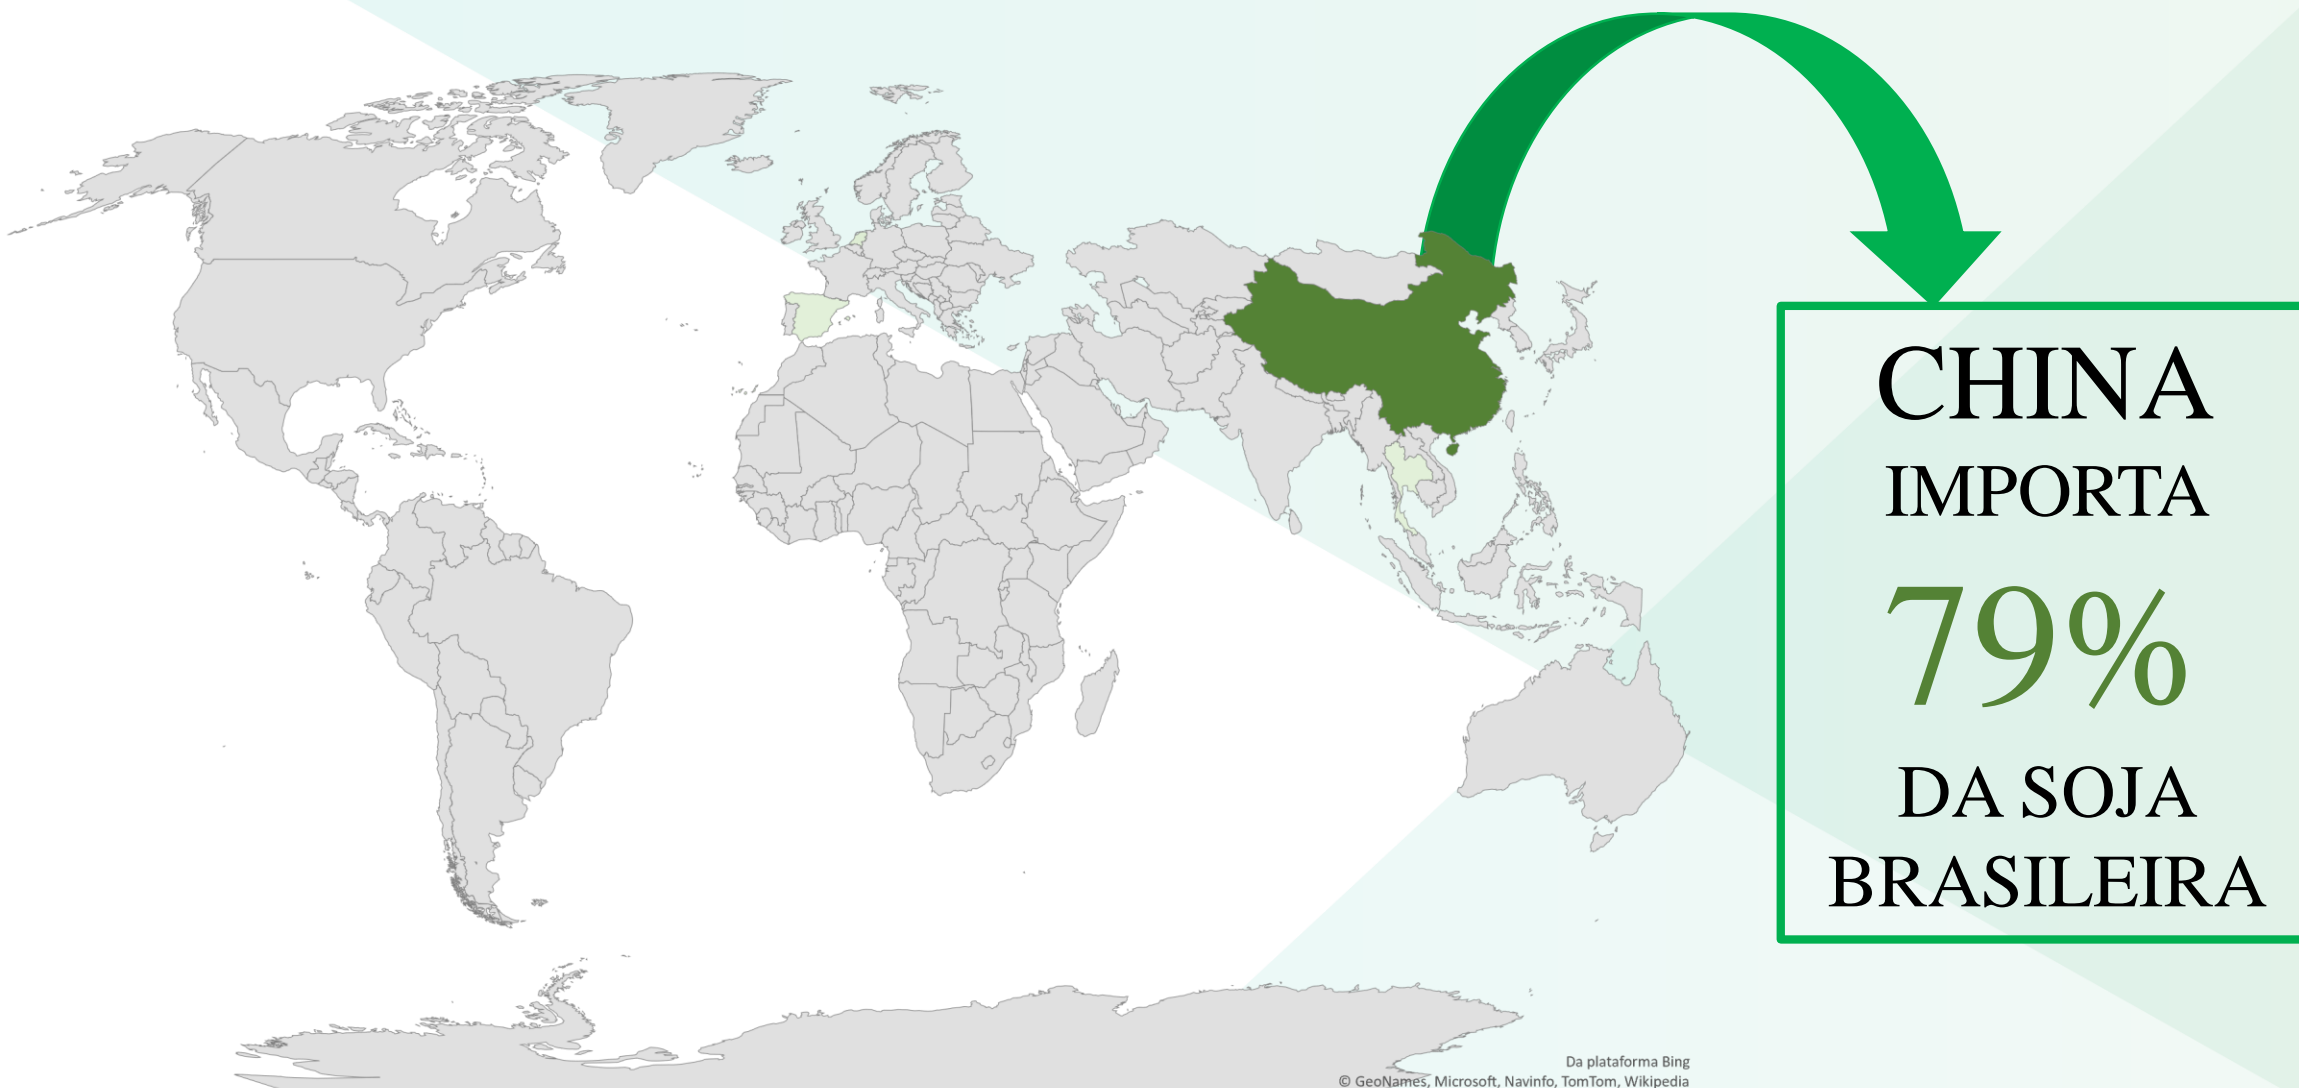 CHINA
IMPORTA
79%
DA SOJA
BRASILEIRA
Da plataforma Bing
© GeoNames, Microsoft, Navinfo, TomTom, Wikipedia